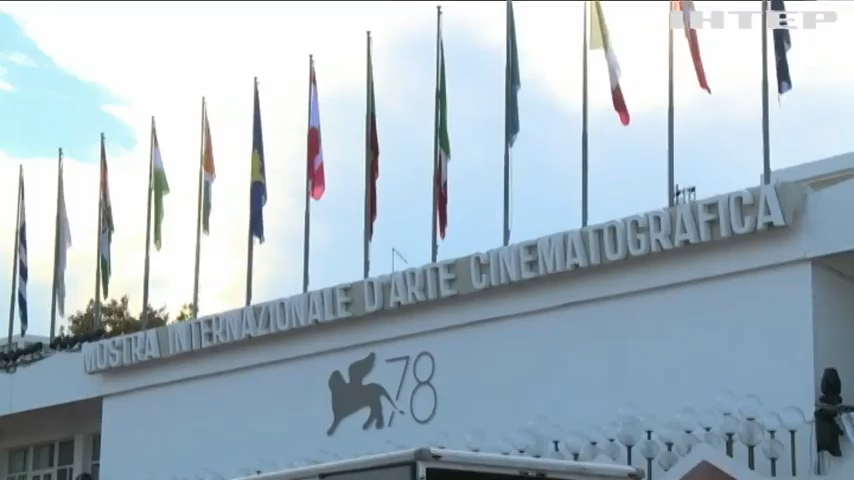 ІНТЕР
MOSTRA INTERNAZIONALE D'ARTE CINEMATOGRAFICA
78